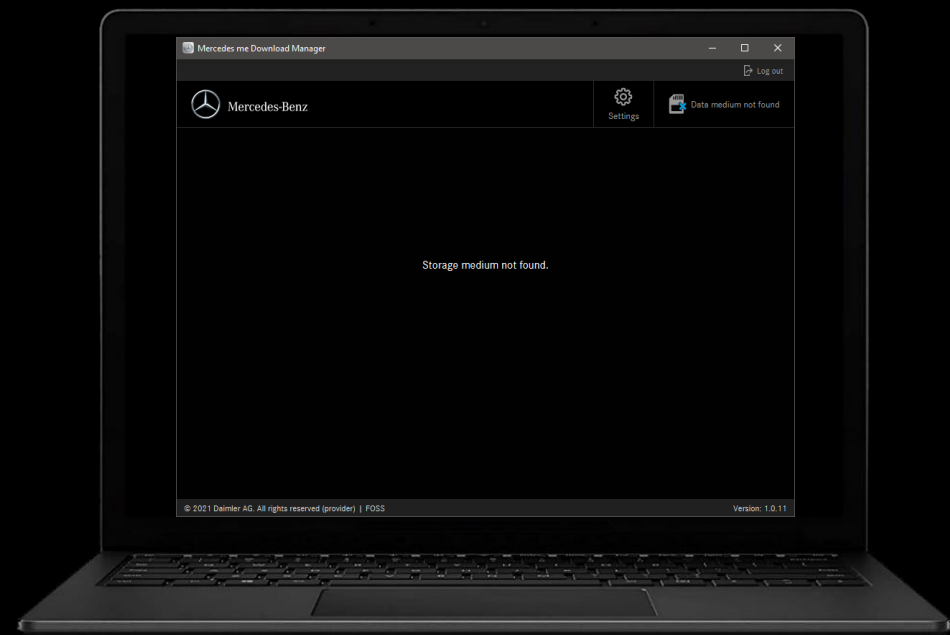 Mercedes me Download Manager
Log out
Mercedes-Benz
Settings
Data medium not found
Storage medium not found.
© 2021 Daimler AG. All rights reserved (provider) | FOSS
Version: 1.0.11